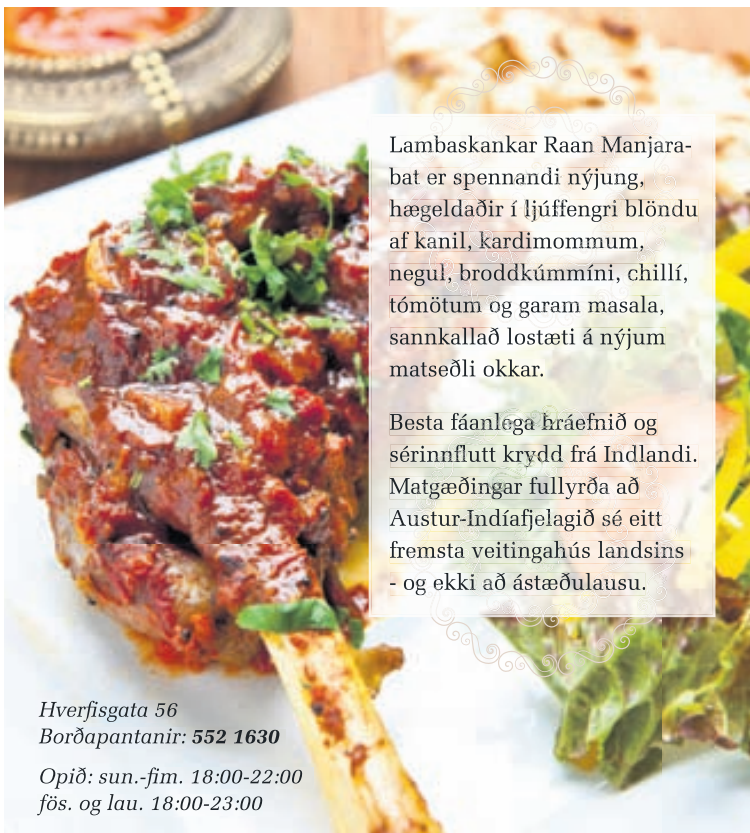 Lambaskankar Raan Manjara-
bat er spennandi nýjung,
hægeldaðir í ljúffengri blöndu
af kanil, kardimommum,
negul, broddkúmmíni, chillí,
tómötum og garam masala,
sannkallað lostæti á nýjum
matseðli okkar.
Besta fáanlega hráefnið og
sérinnflutt krydd frá Indlandi.
Matgæðingar fullyrða að
Austur-Indíafjelagið sé eitt
fremsta veitingahús landsins
- og ekki að ástæðulausu.
Hverfisgata 56
Borðapantanir: 552 1630
Opið: sun.-fim. 18:00-22:00
fös. og lau. 18:00-23:00